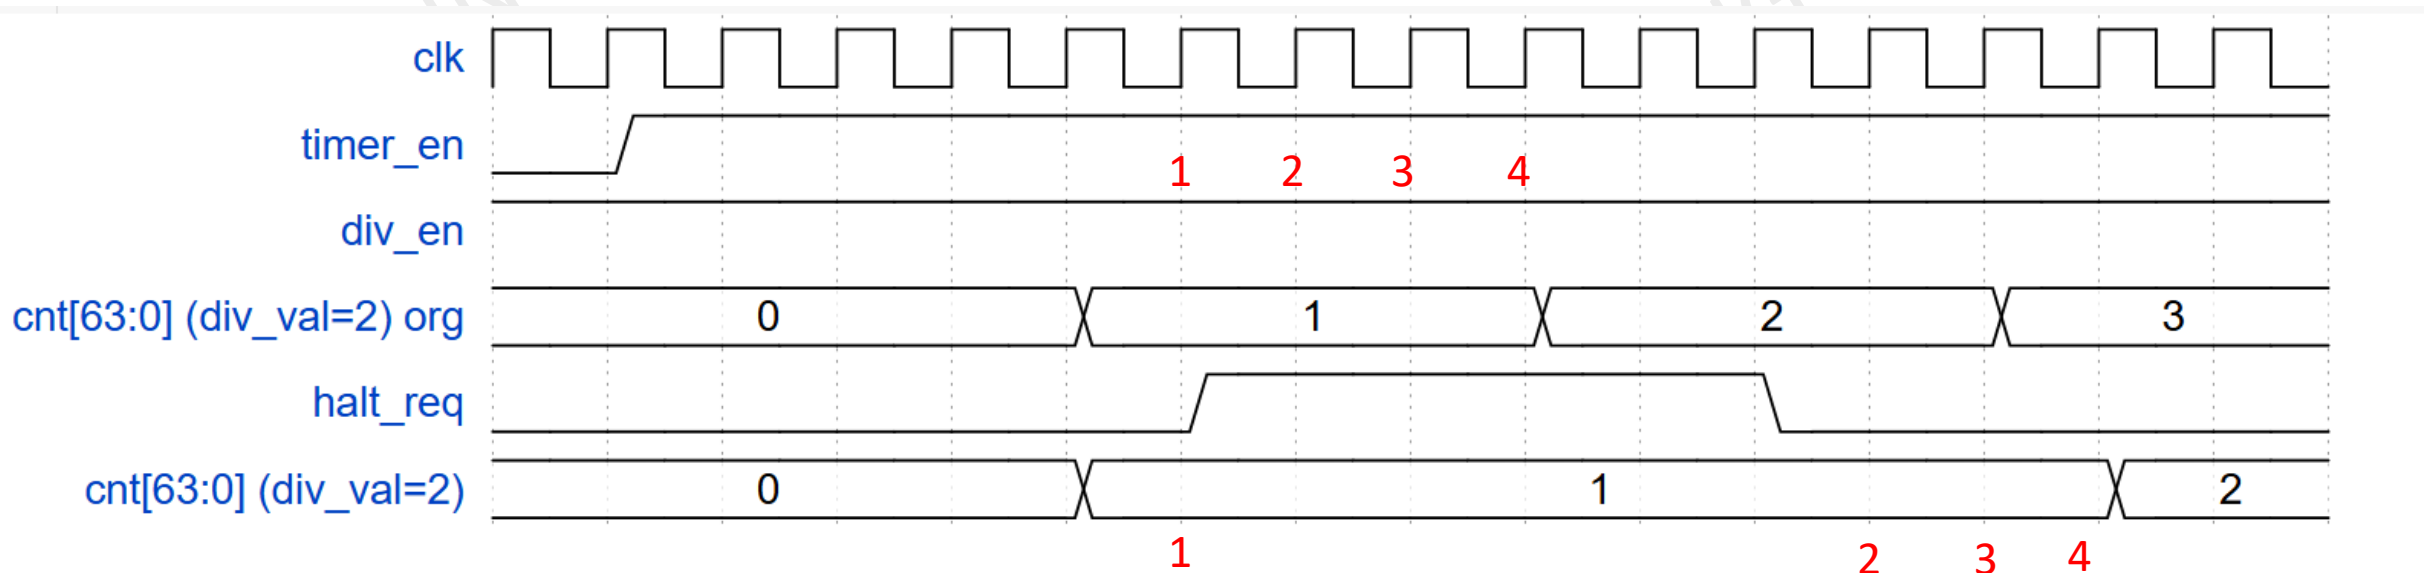 clk
timer_en
1 2 3 4
div_en
cnt[63:0] (div_val=2) org 0 1 2 3
halt_req
cnt[63:0] (div_val=2) 0 1 2
1 2 3 4